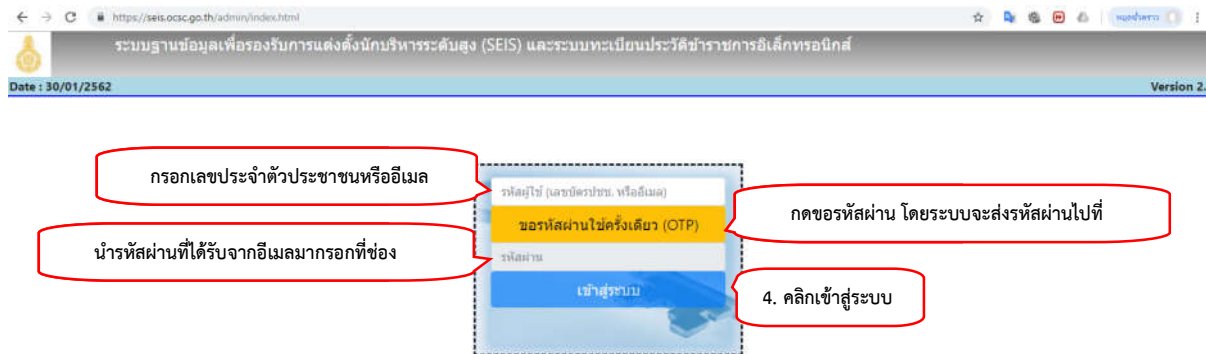 https://seis.ocsc.go.th/admin/index.html
ระบบฐานข้อมูลเพื่อรองรับการแต่งตั้งนักบริหารระดับสูง (SEIS) และระบบทะเบียนประวัติข้าราชการอิเล็กทรอนิกส์
Date : 30/01/2562
Version 2.
กรอกเลขประจำตัวประชาชนหรืออีเมล
รหัสผู้ใช้ (เลขบัตรปชช. หรืออีเมล)
ขอรหัสผ่านใช้ครั้งเดียว (OTP)
กดขอรหัสผ่าน โดยระบบจะส่งรหัสผ่านไปที่
นำรหัสผ่านที่ได้รับจากอีเมลมากรอกที่ช่อง
รหัสผ่าน
เข้าสู่ระบบ
4. คลิกเข้าสู่ระบบ